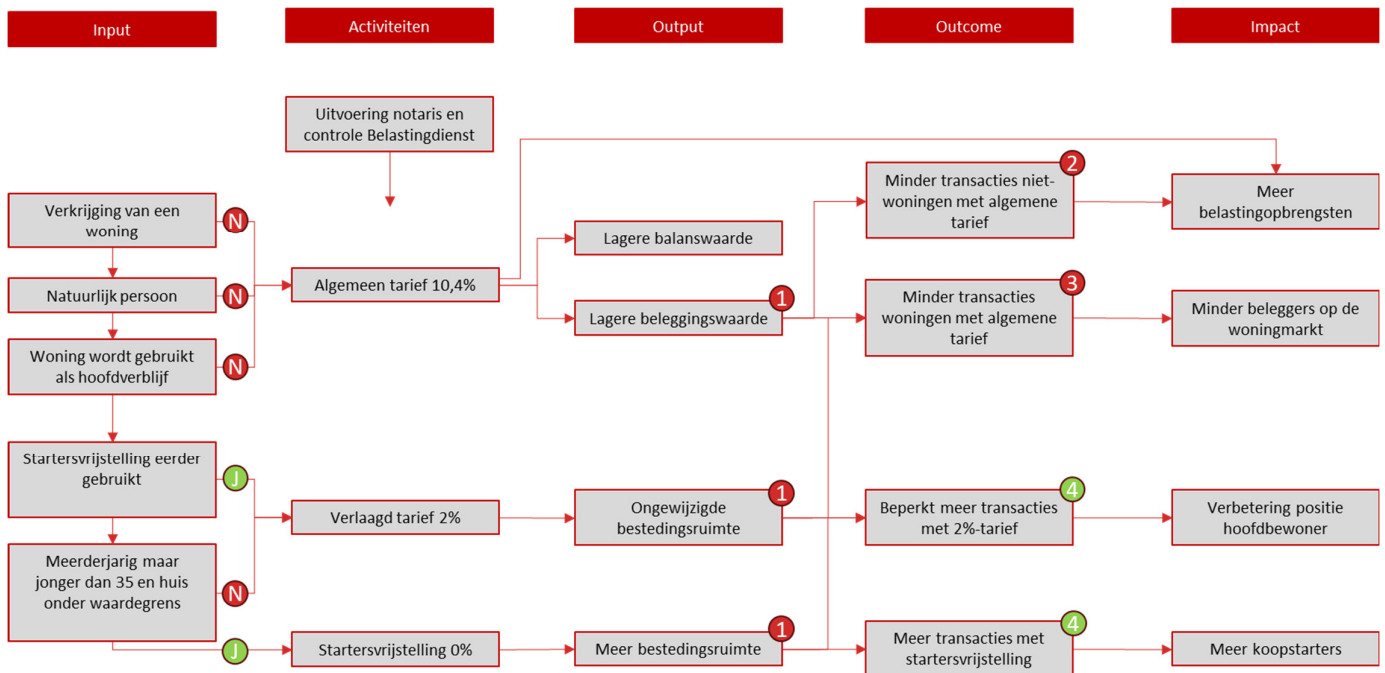 Input
Activiteiten
Output
Outcome
Impact
Uitvoering notaris en
controle Belastingdienst
Verkrijging van een
woning
N
Natuurlijk persoon
N
Woning wordt gebruikt
als hoofdverblijf
N
Startersvrijstelling eerder
gebruikt
J
Meerderjarig maar
jonger dan 35 en huis
onder waardegrens
N
J
Algemeen tarief 10,4%
Verlaagd tarief 2%
Startersvrijstelling 0%
Lagere balanswaarde
Lagere beleggingswaarde
1
Ongewijzigde
bestedingsruimte
1
Meer bestedingsruimte
1
Minder transacties niet-
woningen met algemene
tarief
2
Minder transacties
woningen met algemene
tarief
3
Beperkt meer transacties
met 2%-tarief
4
Meer transacties met
startersvrijstelling
4
Meer
belastingopbrengsten
Minder beleggers op de
woningmarkt
Verbetering positie
hoofdbewoner
Meer koopstarters